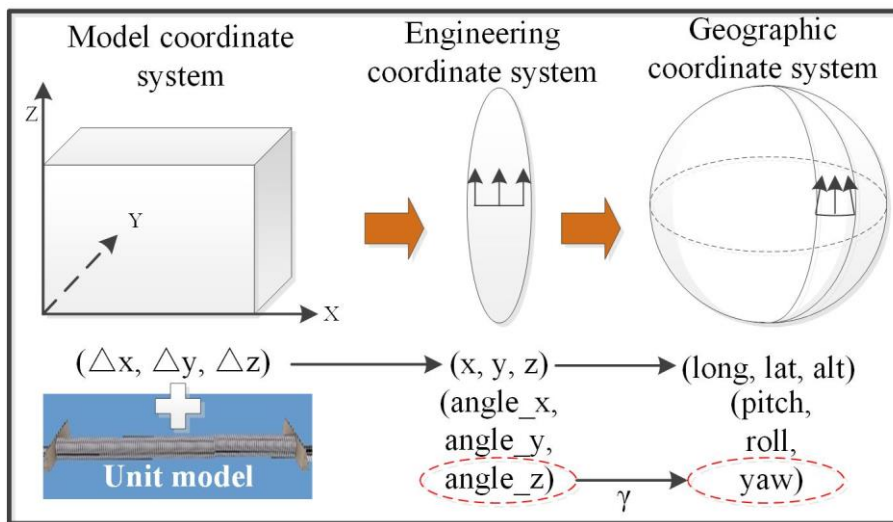 Model coordinate
system
Engineering
coordinate system
Geographic
coordinate system
Z
Y
X
(△x, △y, △z)
(x, y, z)
(long, lat, alt)
(angle_x,
angle_y,
angle_z)
(pitch,
roll,
yaw)
γ
Unit model